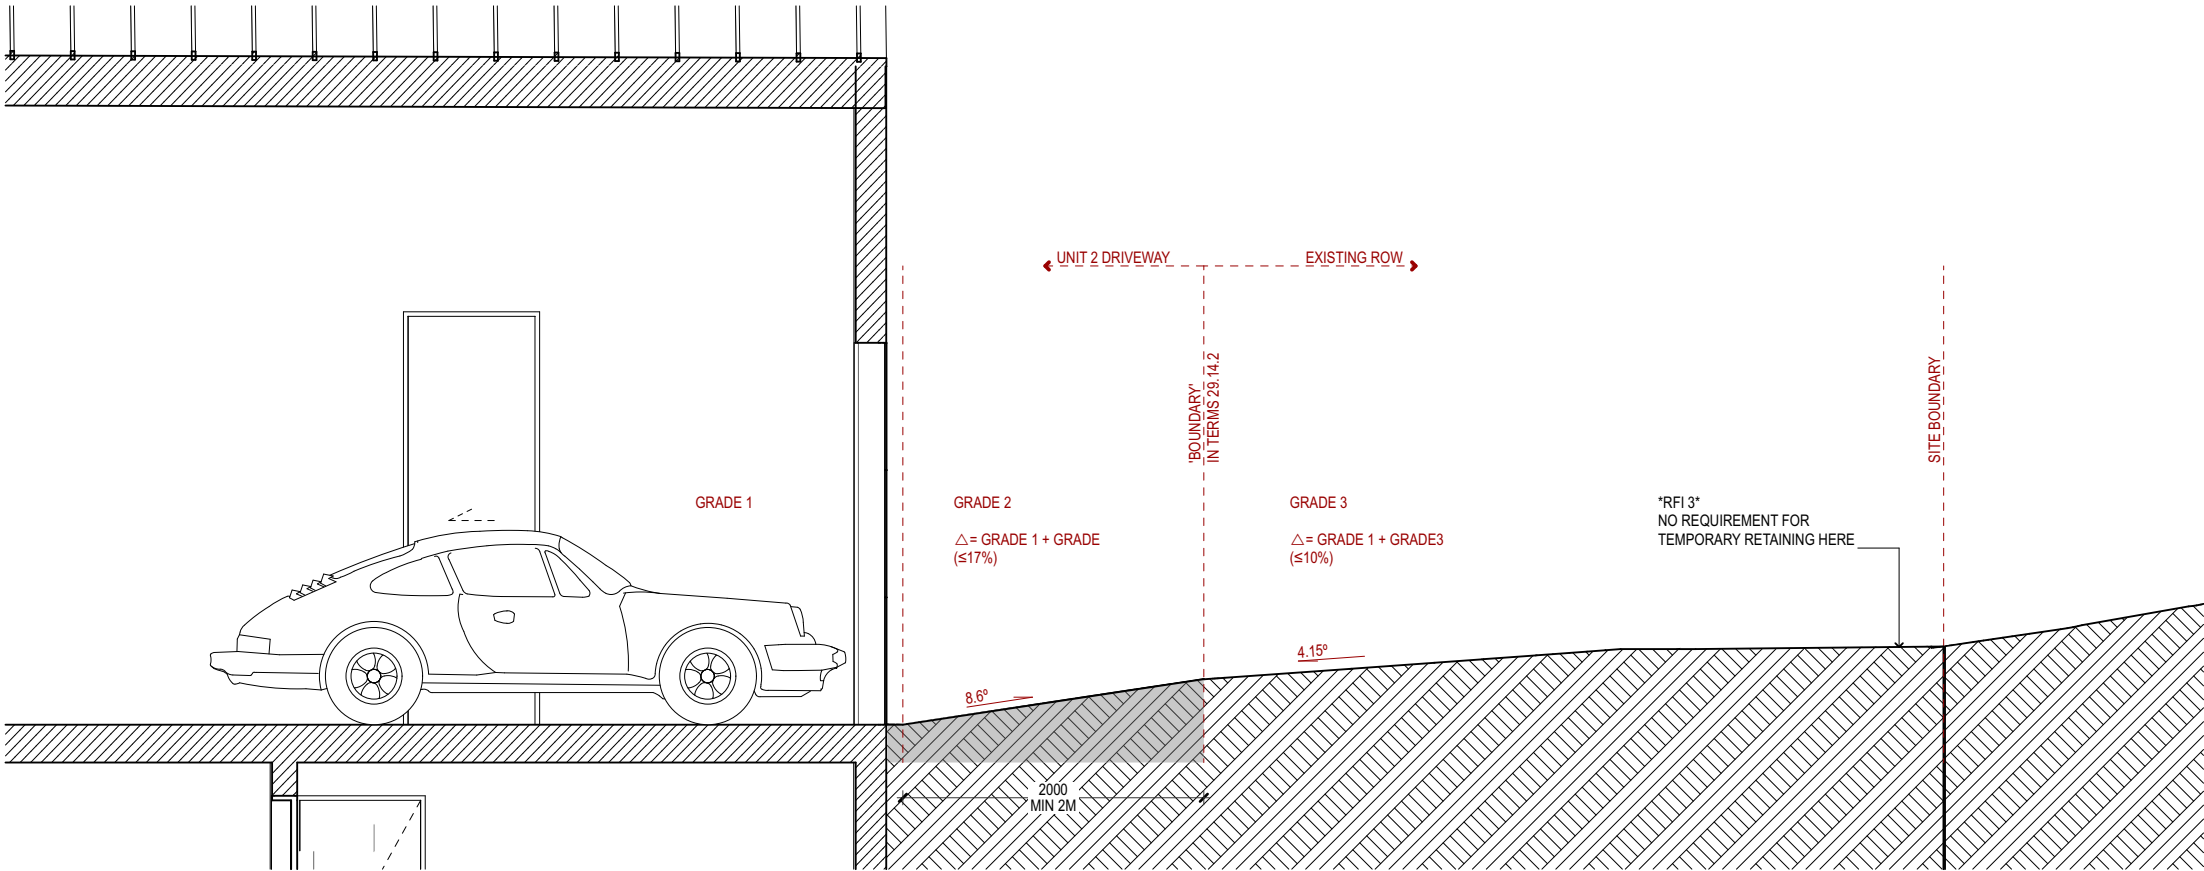 UNIT 2 DRIVEWAY
EXISTING ROW
'BOUNDARY'
IN TERMS 29.14.2
SITE BOUNDARY
GRADE 1
GRADE 2
△= GRADE 1 + GRADE
(≤17%)
GRADE 3
△= GRADE 1 + GRADE3
(≤10%)
*RFI 3*
NO REQUIREMENT FOR
TEMPORARY RETAINING HERE
8.6º
4.15º
2000
MIN 2M